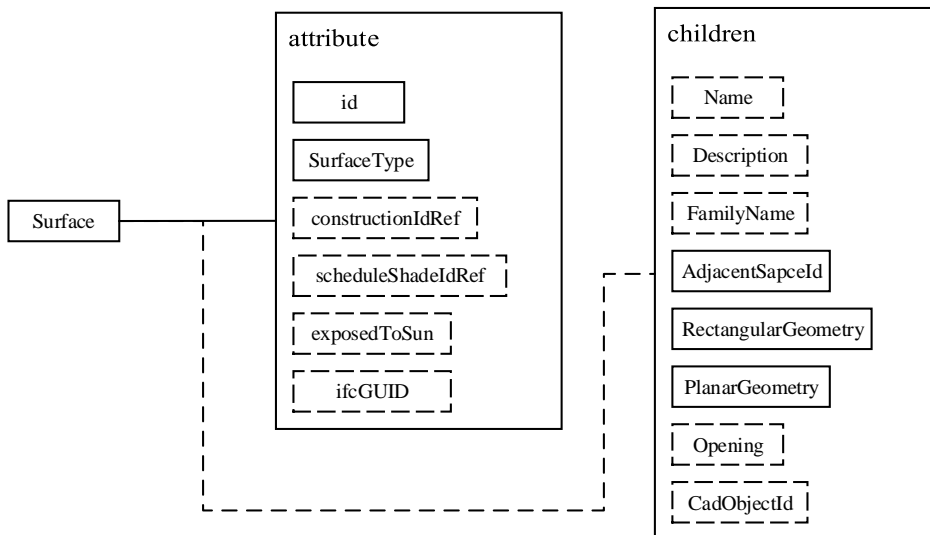 Surface
attribute
id
SurfaceType
constructionIdRef
scheduleShadeIdRef
exposedToSun
ifcGUID
children
Name
Description
FamilyName
AdjacentSapceId
RectangularGeometry
PlanarGeometry
Opening
CadObjectId